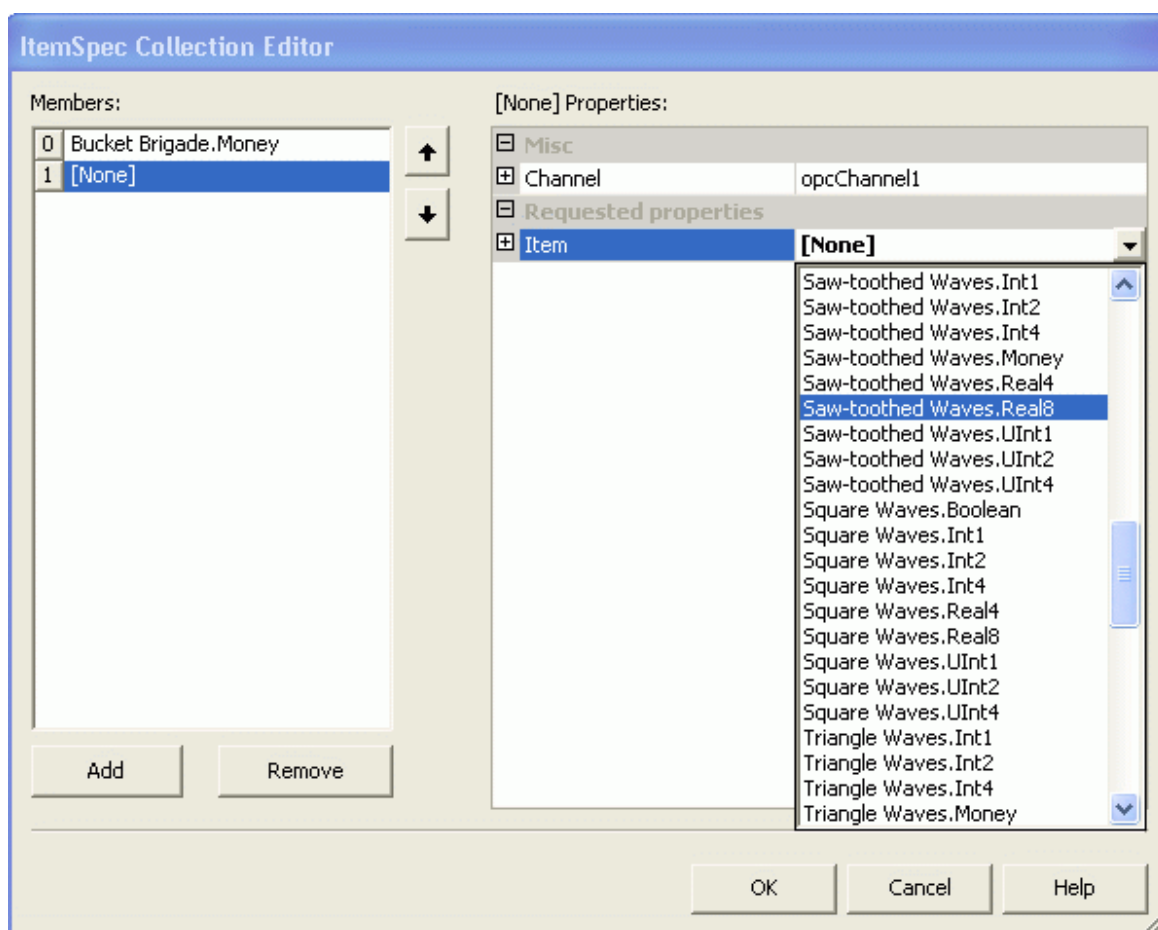 ItemSpec Collection Editor
Members:
[None] Properties:
0 Bucket Brigade.Money
1 [None]
Misc
Channel opcChannel1
Requested properties
Item [None]
Saw-toothed Waves.Int1
Saw-toothed Waves.Int2
Saw-toothed Waves.Int4
Saw-toothed Waves.Money
Saw-toothed Waves.Real4
Saw-toothed Waves.Real8
Saw-toothed Waves.UInt1
Saw-toothed Waves.UInt2
Saw-toothed Waves.UInt4
Square Waves.Boolean
Square Waves.Int1
Square Waves.Int2
Square Waves.Int4
Square Waves.Real4
Square Waves.Real8
Square Waves.UInt1
Square Waves.UInt2
Square Waves.UInt4
Triangle Waves.Int1
Triangle Waves.Int2
Triangle Waves.Int4
Triangle Waves.Money
Add Remove
OK Cancel Help